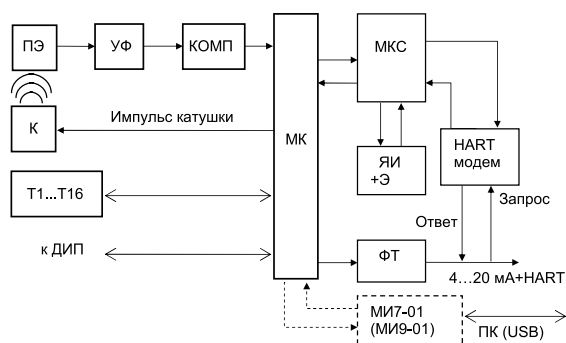 ПЭ
УФ
КОМП
МК
МКС
К
Импульс катушки
ЯИ
+Э
HART
модем
Т1...Т16
Запрос
Ответ
к ДИП
ФТ
4…20 мА+HART
МИ7-01
(МИ9-01)
ПК (USB)